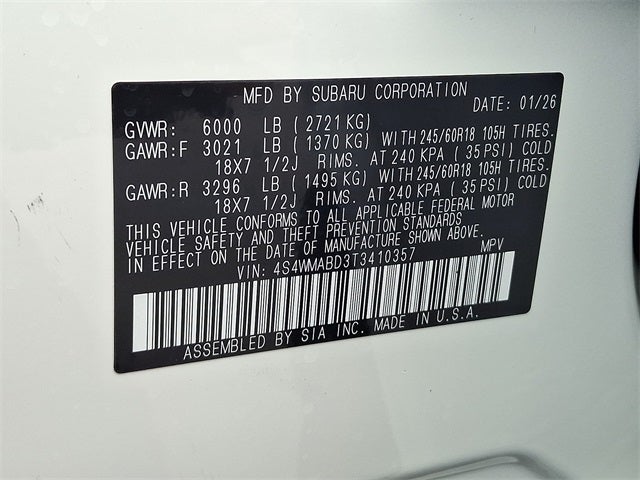 MFD BY SUBARU CORPORATION
DATE: 01/26
GVWR: 6000 LB ( 2721 KG)
GAWR:F 3021 LB ( 1370 KG) WITH 245/60R18 105H TIRES.
18X7 1/2J RIMS. AT 240 KPA ( 35 PSI) COLD
GAWR:R 3296 LB ( 1495 KG) WITH 245/60R18 105H TIRES.
18X7 1/2J RIMS. AT 240 KPA ( 35 PSI) COLD
THIS VEHICLE CONFORMS TO ALL APPLICABLE FEDERAL MOTOR
VEHICLE SAFETY AND THEFT PREVENTION STANDARDS
IN EFFECT ON THE DATE OF MANUFACTURE SHOWN ABOVE.
VIN: 4S4WMABD3T3410357 MPV
ASSEMBLED BY SIA INC. MADE IN U.S.A.